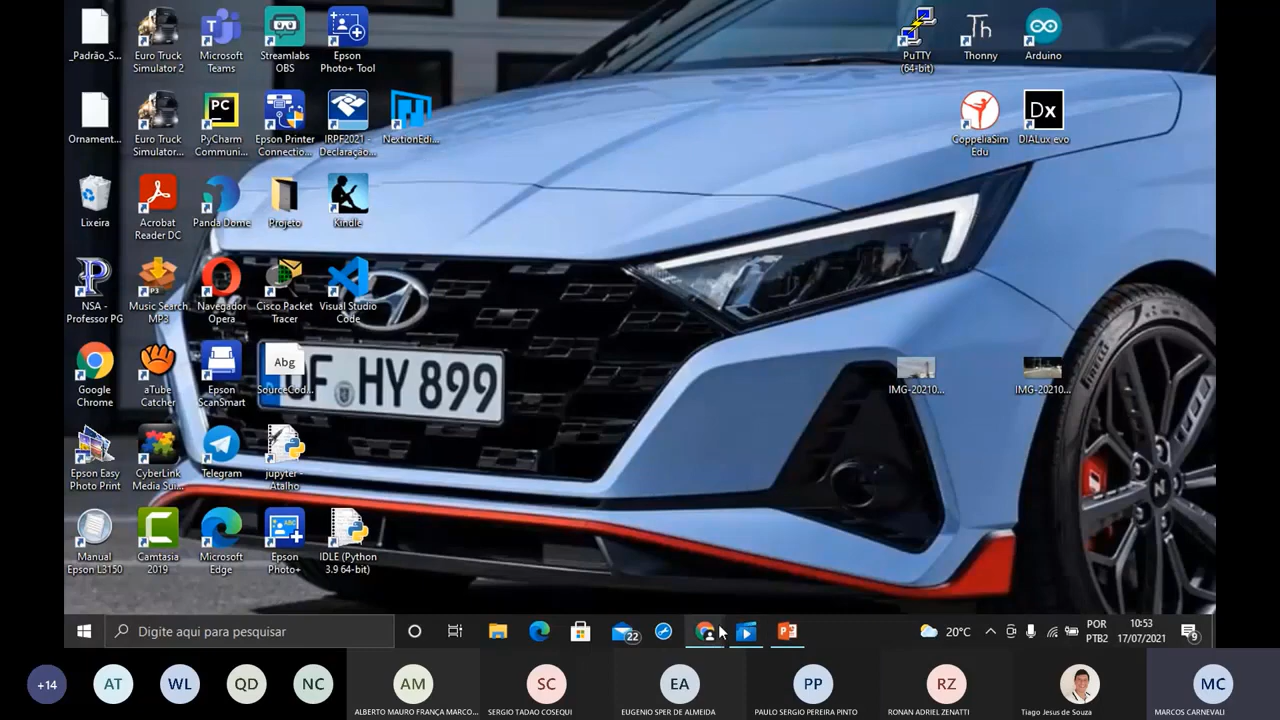 _Padrão_S...
Euro Truck
Simulator 2
Microsoft
Teams
Streamlabs
OBS
Epson
Photo+ Tool
PuTTY
(64-bit)
Thonny
Arduino
Ornament...
Euro Truck
Simulator...
PC
PyCharm
Communi...
Epson Printer
Connectio...
IRPF2021 -
Declaração...
NextionEdi...
CoppeliaSim
Edu
Dx
DIALux evo
Lixeira
Acrobat
Reader DC
Panda Dome
Projeto
Kindle
NSA -
Professor PG
Music Search
MP3
Navegador
Opera
Cisco Packet
Tracer
Visual Studio
Code
Google
Chrome
aTube
Catcher
Epson
ScanSmart
Abg
SourceCod...
HY 899
IMG-20210...
IMG-20210...
Epson Easy
Photo Print
CyberLink
Media Sui...
Telegram
jupyter -
Atalho
Manual
Epson L3150
Camtasia
2019
Microsoft
Edge
Epson
Photo+
IDLE (Python
3.9 64-bit)
N
Digite aqui para pesquisar
22
20°C
POR
PTB2
10:53
17/07/2021
9
+14
AT
WL
QD
NC
AM
ALBERTO MAURO FRANÇA MARCO...
SC
SERGIO TADAO COSEQUI
EA
EUGENIO SPER DE ALMEIDA
PP
PAULO SERGIO PEREIRA PINTO
RZ
RONAN ADRIEL ZENATTI
Tiago Jesus de Souza
MC
MARCOS CARNEVALI